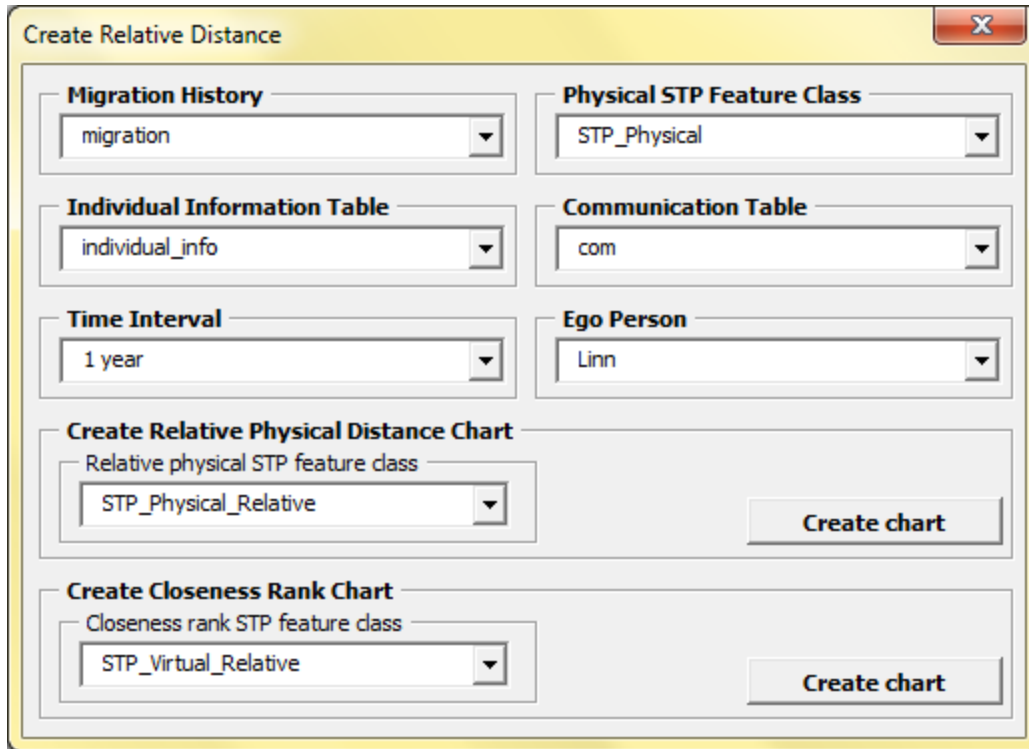 Create Relative Distance
Migration History
migration
Physical STP Feature Class
STP_Physical
Individual Information Table
individual_info
Communication Table
com
Time Interval
1 year
Ego Person
Linn
Create Relative Physical Distance Chart
Relative physical STP feature class
STP_Physical_Relative
Create chart
Create Closeness Rank Chart
Closeness rank STP feature class
STP_Virtual_Relative
Create chart